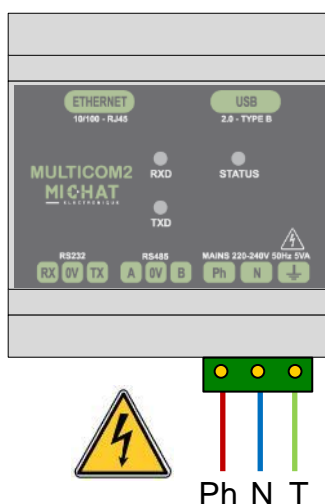 ETHERNET USB
10/100 - RJ45 2.0 - TYPE B
MULTICOM2 RXD STATUS
MICHAT
ELECTRONIQUE
TXD
RS232 RS485 MAINS 220-240V 50Hz 5VA
RX 0V TX A 0V B Ph N
Ph N T